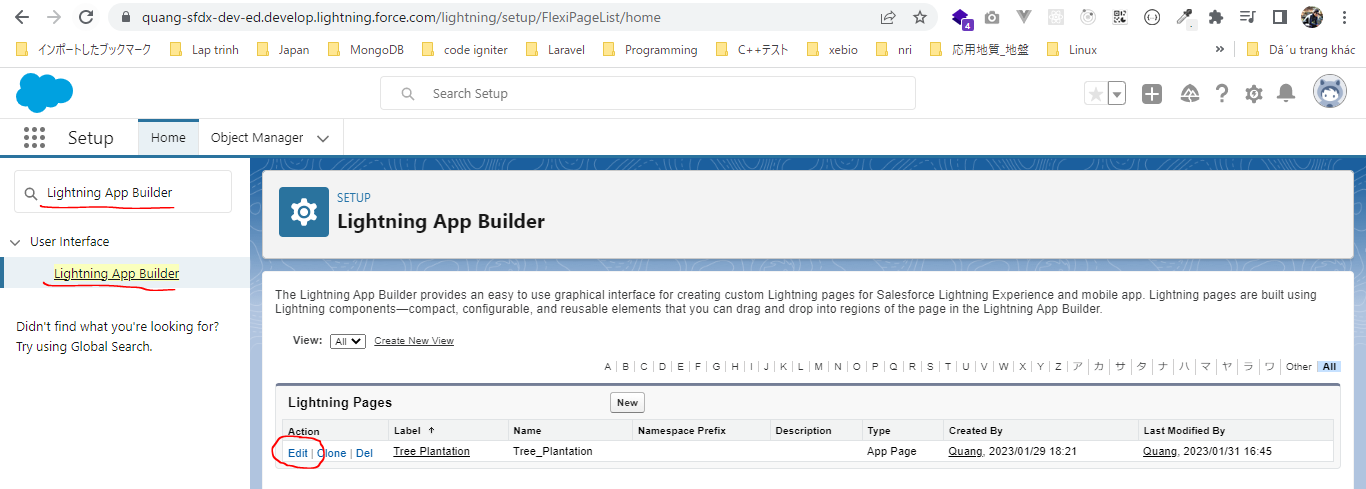 quang-sfdx-dev-ed.develop.lightning.force.com/lightning/setup/FlexiPageList/home
4
インポートしたブックマーク Lap trinh Japan MongoDB code igniter Laravel Programming C++テスト xebio nri 応用地質_地盤 Linux » Dấu trang khác
Search Setup
Setup Home Object Manager
Lightning App Builder
User Interface
Lightning App Builder
Didn't find what you're looking for?
Try using Global Search.
SETUP
Lightning App Builder
The Lightning App Builder provides an easy to use graphical interface for creating custom Lightning pages for Salesforce Lightning Experience and mobile app. Lightning pages are built using
Lightning components—compact, configurable, and reusable elements that you can drag and drop into regions of the page in the Lightning App Builder.
View: All Create New View
A | B | C | D | E | F | G | H | I | J | K | L | M | N | O | P | Q | R | S | T | U | V | W | X | Y | Z | ア | カ | サ | タ | ナ | ハ | マ | ヤ | ラ | ワ | Other All
Lightning Pages New
Action Label ↑ Name Namespace Prefix Description Type Created By Last Modified By
Edit | Clone | Del Tree Plantation Tree_Plantation App Page Quang, 2023/01/29 18:21 Quang, 2023/01/31 16:45